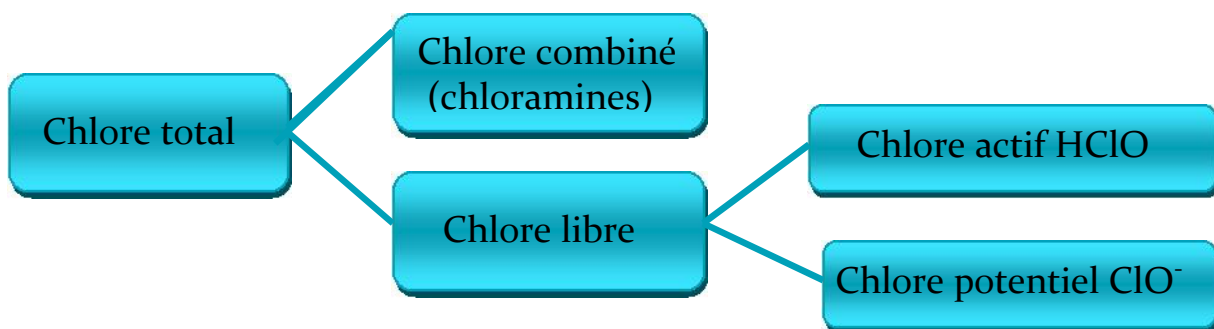 Chlore total
Chlore combiné
(chloramines)
Chlore libre
Chlore actif HClO
Chlore potentiel ClO⁻